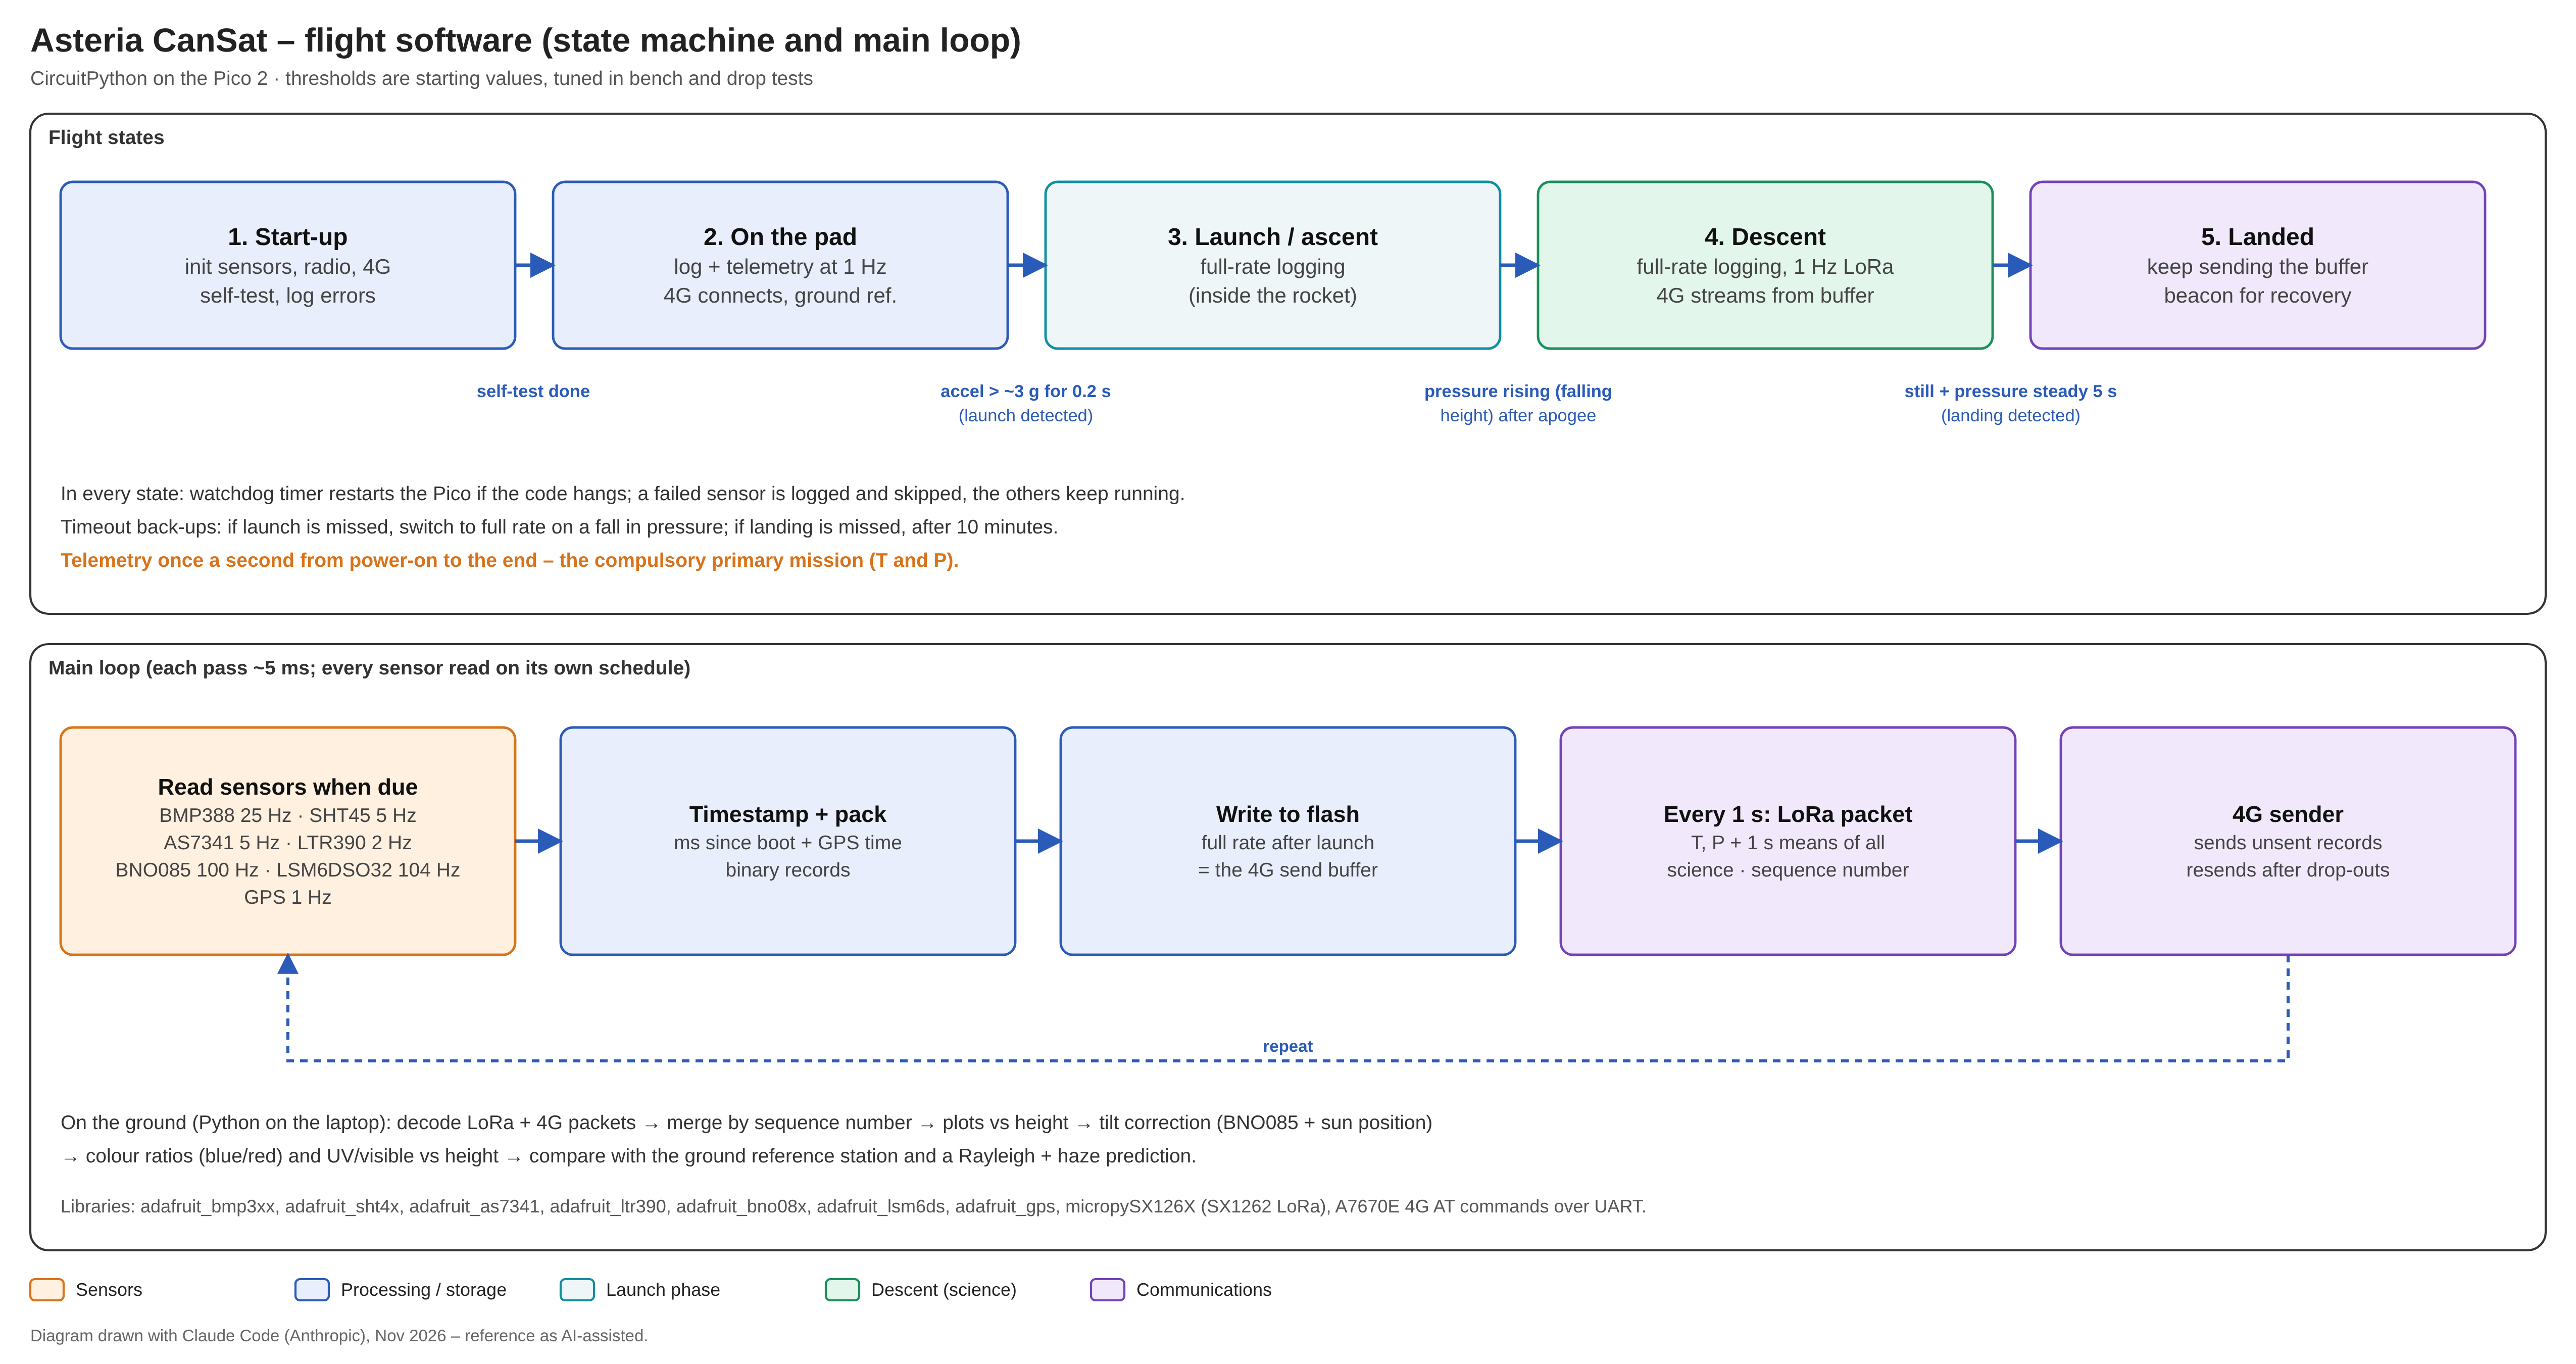 Asteria CanSat – flight software (state machine and main loop)
CircuitPython on the Pico 2 · thresholds are starting values, tuned in bench and drop tests
Flight states
1. Start-up
init sensors, radio, 4G
self-test, log errors
2. On the pad
log + telemetry at 1 Hz
4G connects, ground ref.
3. Launch / ascent
full-rate logging
(inside the rocket)
4. Descent
full-rate logging, 1 Hz LoRa
4G streams from buffer
5. Landed
keep sending the buffer
beacon for recovery
self-test done
accel > ~3 g for 0.2 s
(launch detected)
pressure rising (falling
height) after apogee
still + pressure steady 5 s
(landing detected)
In every state: watchdog timer restarts the Pico if the code hangs; a failed sensor is logged and skipped, the others keep running.
Timeout back-ups: if launch is missed, switch to full rate on a fall in pressure; if landing is missed, after 10 minutes.
Telemetry once a second from power-on to the end – the compulsory primary mission (T and P).
Main loop (each pass ~5 ms; every sensor read on its own schedule)
Read sensors when due
BMP388 25 Hz · SHT45 5 Hz
AS7341 5 Hz · LTR390 2 Hz
BNO085 100 Hz · LSM6DSO32 104 Hz
GPS 1 Hz
Timestamp + pack
ms since boot + GPS time
binary records
Write to flash
full rate after launch
= the 4G send buffer
Every 1 s: LoRa packet
T, P + 1 s means of all
science · sequence number
4G sender
sends unsent records
resends after drop-outs
repeat
On the ground (Python on the laptop): decode LoRa + 4G packets → merge by sequence number → plots vs height → tilt correction (BNO085 + sun position)
→ colour ratios (blue/red) and UV/visible vs height → compare with the ground reference station and a Rayleigh + haze prediction.
Libraries: adafruit_bmp3xx, adafruit_sht4x, adafruit_as7341, adafruit_ltr390, adafruit_bno08x, adafruit_lsm6ds, adafruit_gps, micropySX126X (SX1262 LoRa), A7670E 4G AT commands over UART.
Sensors
Processing / storage
Launch phase
Descent (science)
Communications
Diagram drawn with Claude Code (Anthropic), Nov 2026 – reference as AI-assisted.